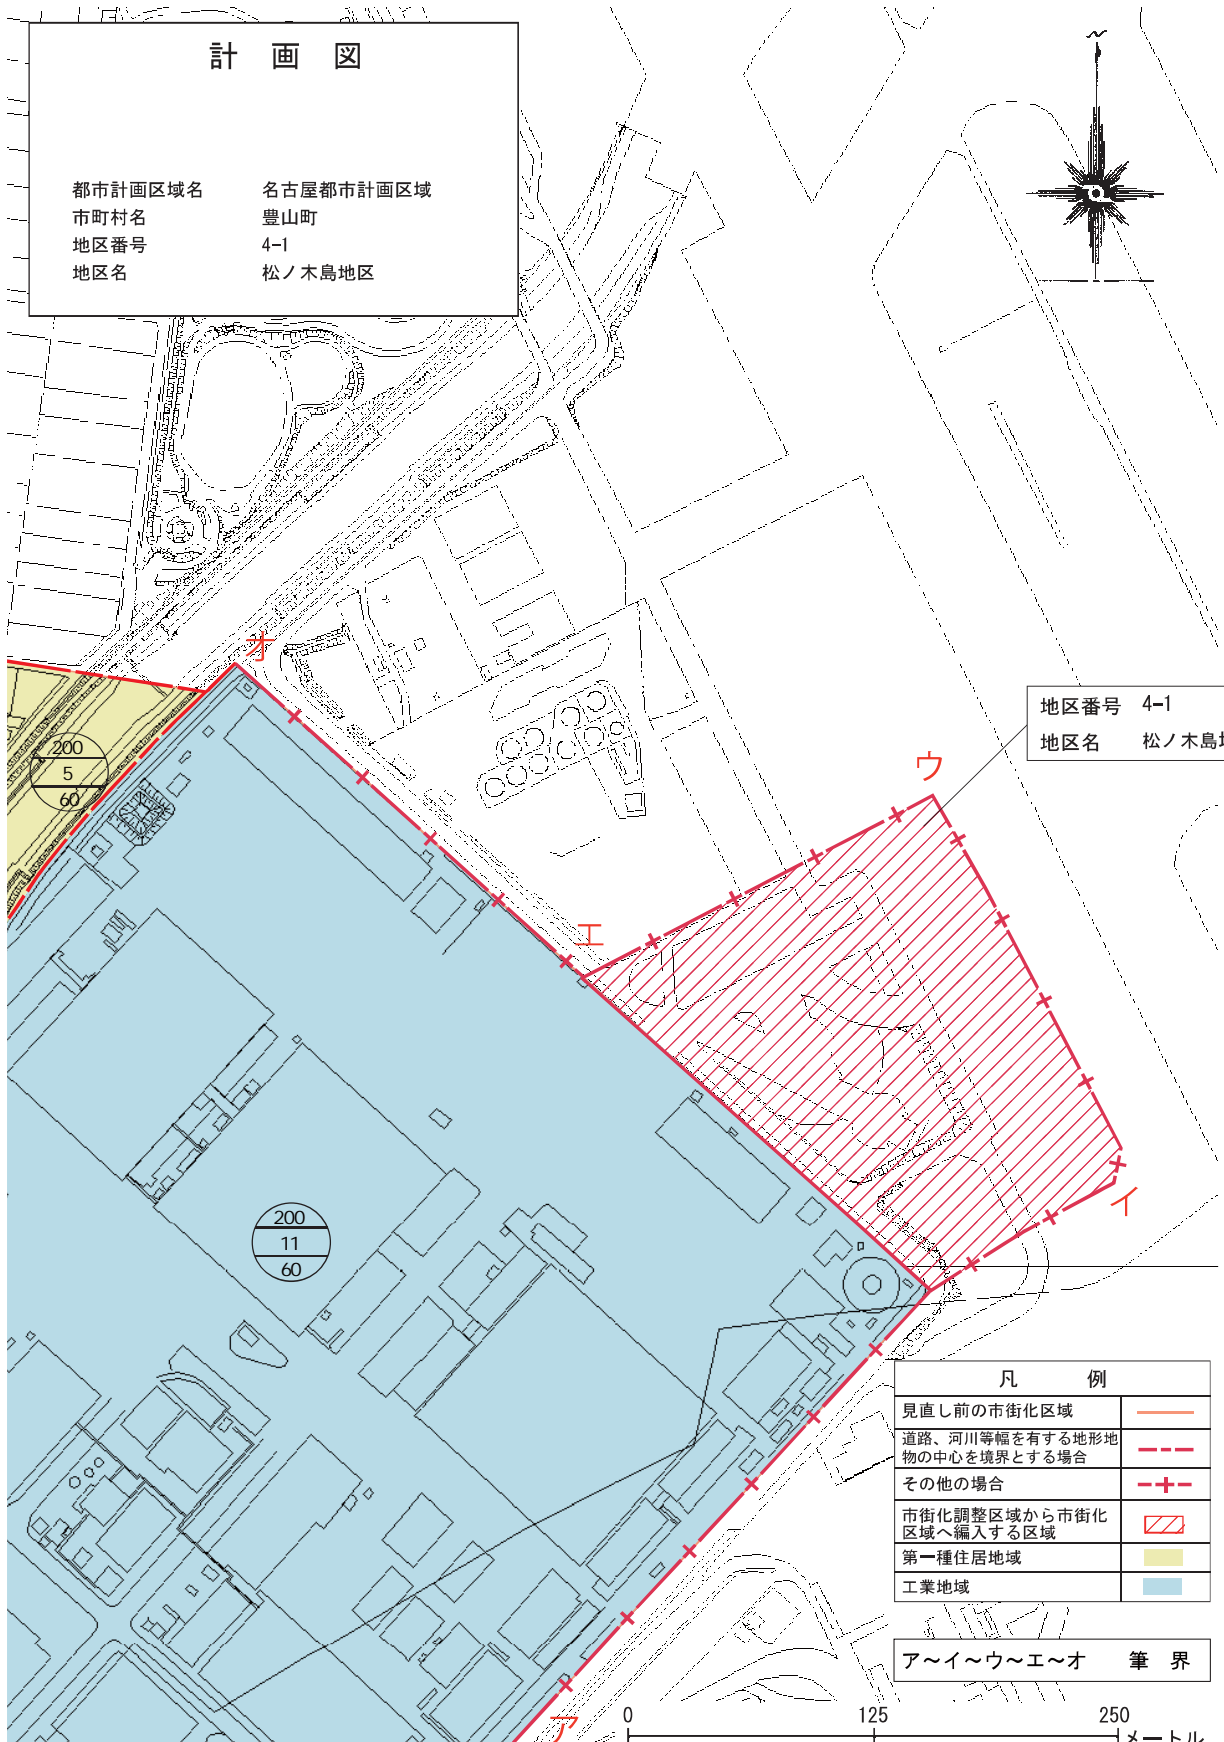 計 画 図
都市計画区域名 名古屋都市計画区域
市町村名 豊山町
地区番号 4-1
地区名 松ノ木島地区
オ
地区番号 4-1
地区名 松ノ木島地
ウ
200
5
60
エ
イ
200
11
60
凡 例
見直し前の市街化区域
道路、河川等幅を有する地形地
物の中心を境界とする場合
その他の場合
市街化調整区域から市街化
区域へ編入する区域
第一種住居地域
工業地域
ア～イ～ウ～エ～オ 筆 界
ア
0 125 250
メートル